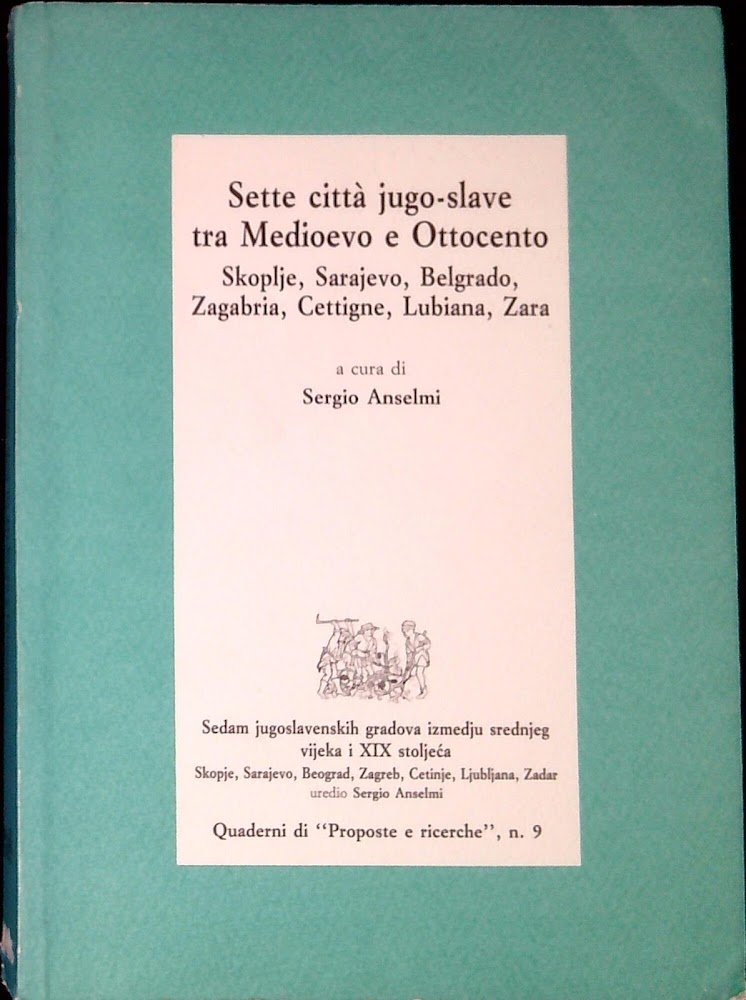 Sette città jugo-slave
tra Medioevo e Ottocento
Skoplje, Sarajevo, Belgrado,
Zagabria, Cettigne, Lubiana, Zara
a cura di
Sergio Anselmi
Sedam jugoslavenskih gradova izmedju srednjeg
vijeka i XIX stoljeća
Skopje, Sarajevo, Beograd, Zagreb, Cetinje, Ljubljana, Zadar
uredio Sergio Anselmi
Quaderni di “Proposte e ricerche”, n. 9